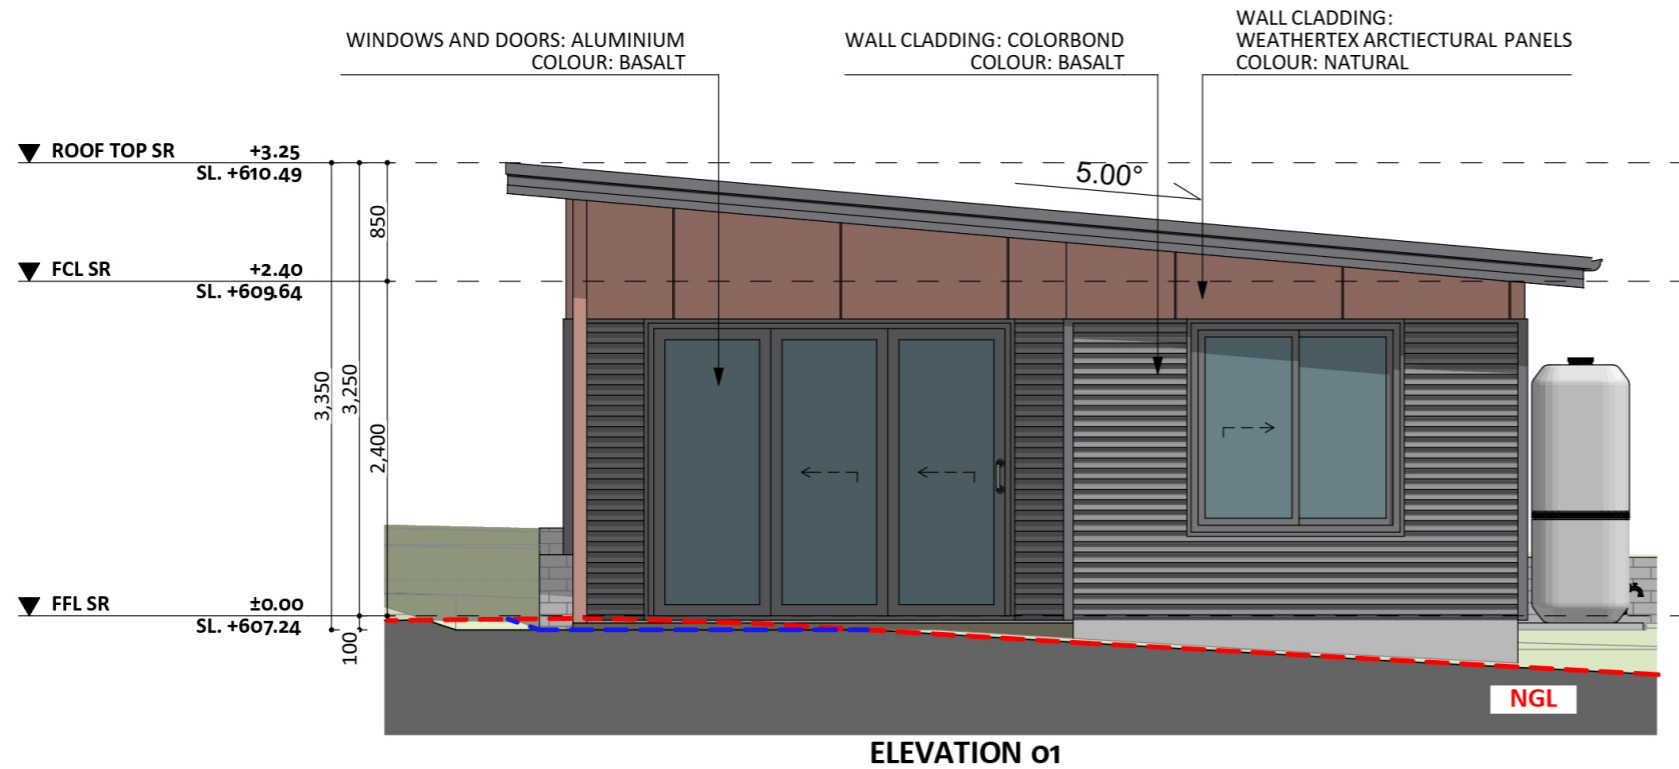 WINDOWS AND DOORS: ALUMINIUM
COLOUR: BASALT
WALL CLADDING: COLORBOND
COLOUR: BASALT
WALL CLADDING:
WEATHERTEX ARCTIECTURAL PANELS
COLOUR: NATURAL
ROOF TOP SR +3.25
SL. +610.49
5.00°
850
FCL SR +2.40
SL. +609.64
3,350
3,250
2,400
FFL SR ±0.00
SL. +607.24
100
NGL
ELEVATION 01